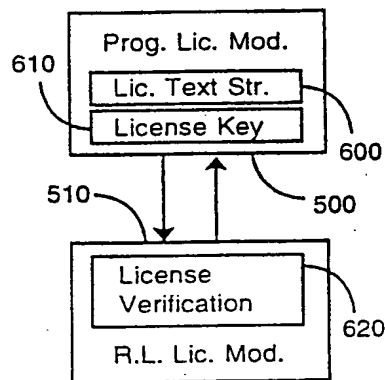 Prog. Lic. Mod.
610
Lic. Text Str.
License Key
600
510
500
License
Verification
620
R.L. Lic. Mod.